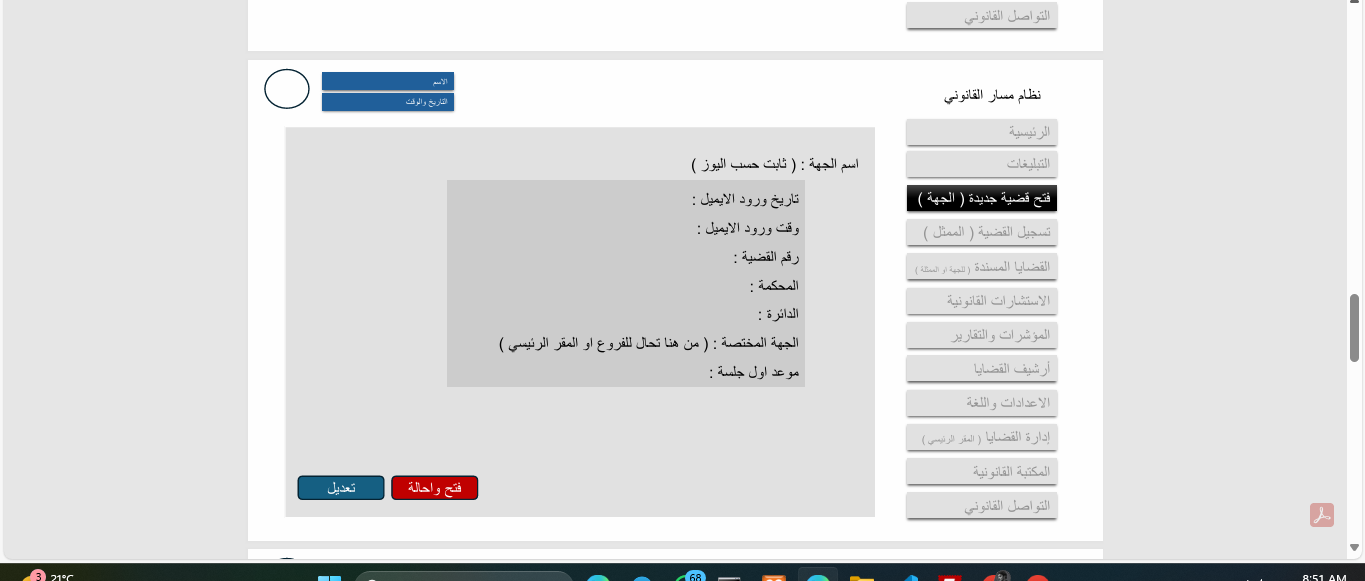 التواصل القانوني
الاسم
التاريخ والوقت
نظام مسار القانوني
الرئيسية
التبليغات
فتح قضية جديدة ( الجهة )
تسجيل القضية ( الممثل )
القضايا المسندة ( للجهة او الممثلة )
الاستشارات القانونية
المؤشرات والتقارير
أرشيف القضايا
الاعدادات واللغة
إدارة القضايا ( المقر الرئيسي )
المكتبة القانونية
التواصل القانوني
اسم الجهة : ( ثابت حسب اليوز )
تاريخ ورود الايميل :
وقت ورود الايميل :
رقم القضية :
المحكمة :
الدائرة :
الجهة المختصة : ( من هنا تحال للفروع او المقر الرئيسي )
موعد اول جلسة :
فتح واحالة
تعديل
3
21°C
68
8:51 AM